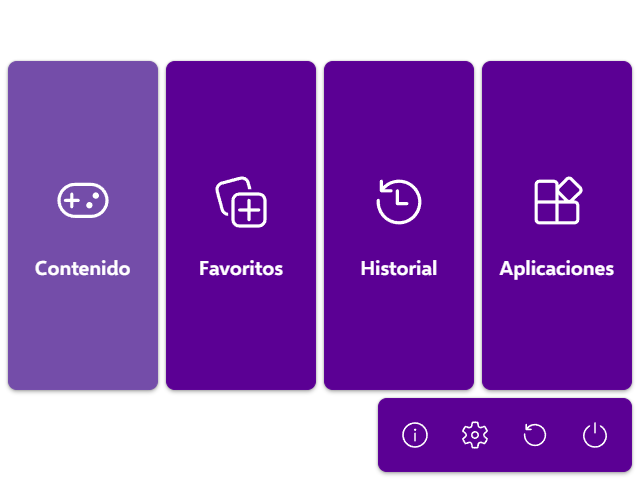 Contenido
Favoritos
Historial
Aplicaciones